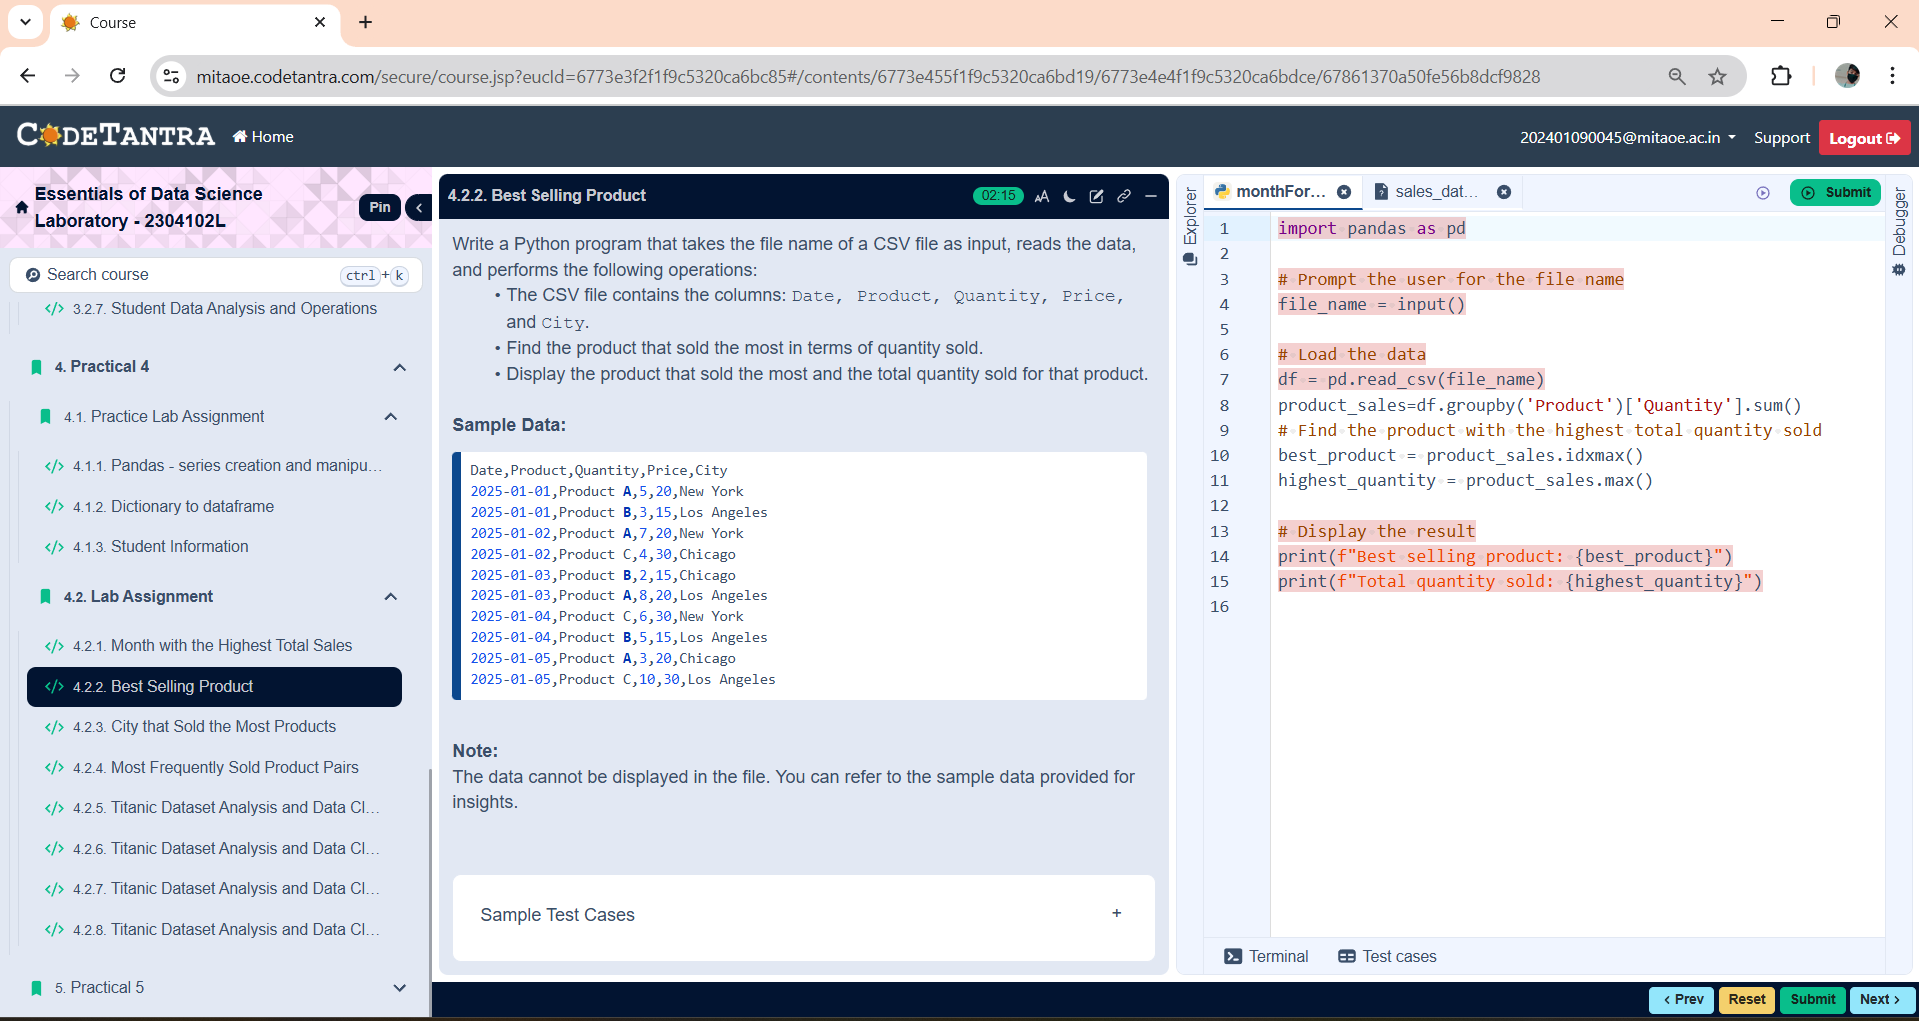 Course
mitaoe.codetantra.com/secure/course.jsp?eucId=6773e3f2f1f9c5320ca6bc85#/contents/6773e455f1f9c5320ca6bd19/6773e4e4f1f9c5320ca6bdce/67861370a50fe56b8dcf9828
CODETANTRA
Home
202401090045@mitaoe.ac.in
Support
Logout
Essentials of Data Science
Laboratory - 2304102L
Pin
Search course
ctrl + k
3.2.7. Student Data Analysis and Operations
4. Practical 4
4.1. Practice Lab Assignment
4.1.1. Pandas - series creation and manipu...
4.1.2. Dictionary to dataframe
4.1.3. Student Information
4.2. Lab Assignment
4.2.1. Month with the Highest Total Sales
4.2.2. Best Selling Product
4.2.3. City that Sold the Most Products
4.2.4. Most Frequently Sold Product Pairs
4.2.5. Titanic Dataset Analysis and Data Cl...
4.2.6. Titanic Dataset Analysis and Data Cl...
4.2.7. Titanic Dataset Analysis and Data Cl...
4.2.8. Titanic Dataset Analysis and Data Cl...
5. Practical 5
4.2.2. Best Selling Product
02:15
AA
Write a Python program that takes the file name of a CSV file as input, reads the data,
and performs the following operations:
• The CSV file contains the columns: Date, Product, Quantity, Price,
and City.
• Find the product that sold the most in terms of quantity sold.
• Display the product that sold the most and the total quantity sold for that product.
Sample Data:
Date,Product,Quantity,Price,City
2025-01-01,Product A,5,20,New York
2025-01-01,Product B,3,15,Los Angeles
2025-01-02,Product A,7,20,New York
2025-01-02,Product C,4,30,Chicago
2025-01-03,Product B,2,15,Chicago
2025-01-03,Product A,8,20,Los Angeles
2025-01-04,Product C,6,30,New York
2025-01-04,Product B,5,15,Los Angeles
2025-01-05,Product A,3,20,Chicago
2025-01-05,Product C,10,30,Los Angeles
Note:
The data cannot be displayed in the file. You can refer to the sample data provided for
insights.
Sample Test Cases
+
Explorer
monthFor...
sales_dat...
Submit
Debugger
1 import pandas as pd
2
3 # Prompt the user for the file name
4 file_name = input()
5
6 # Load the data
7 df = pd.read_csv(file_name)
8 product_sales=df.groupby('Product')['Quantity'].sum()
9 # Find the product with the highest total quantity sold
10 best_product = product_sales.idxmax()
11 highest_quantity = product_sales.max()
12
13 # Display the result
14 print(f"Best selling product: {best_product}")
15 print(f"Total quantity sold: {highest_quantity}")
16
Terminal
Test cases
< Prev
Reset
Submit
Next >